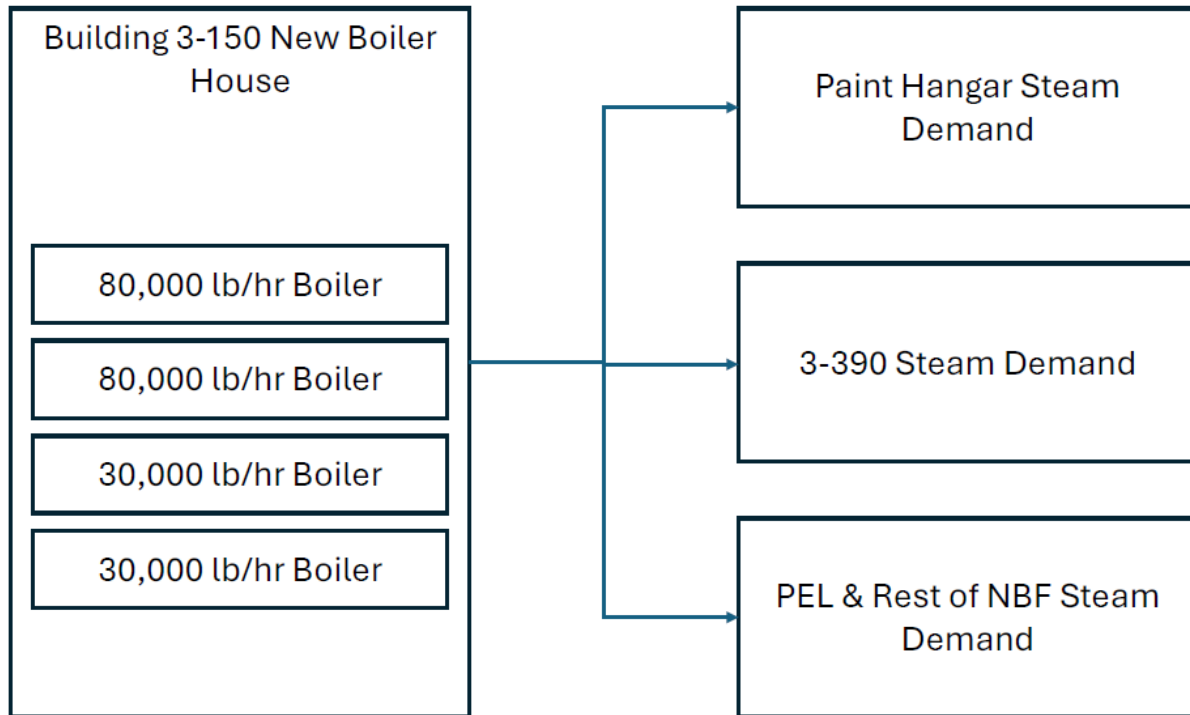 Building 3-150 New Boiler
House
80,000 lb/hr Boiler
80,000 lb/hr Boiler
30,000 lb/hr Boiler
30,000 lb/hr Boiler
Paint Hangar Steam
Demand
3-390 Steam Demand
PEL & Rest of NBF Steam
Demand